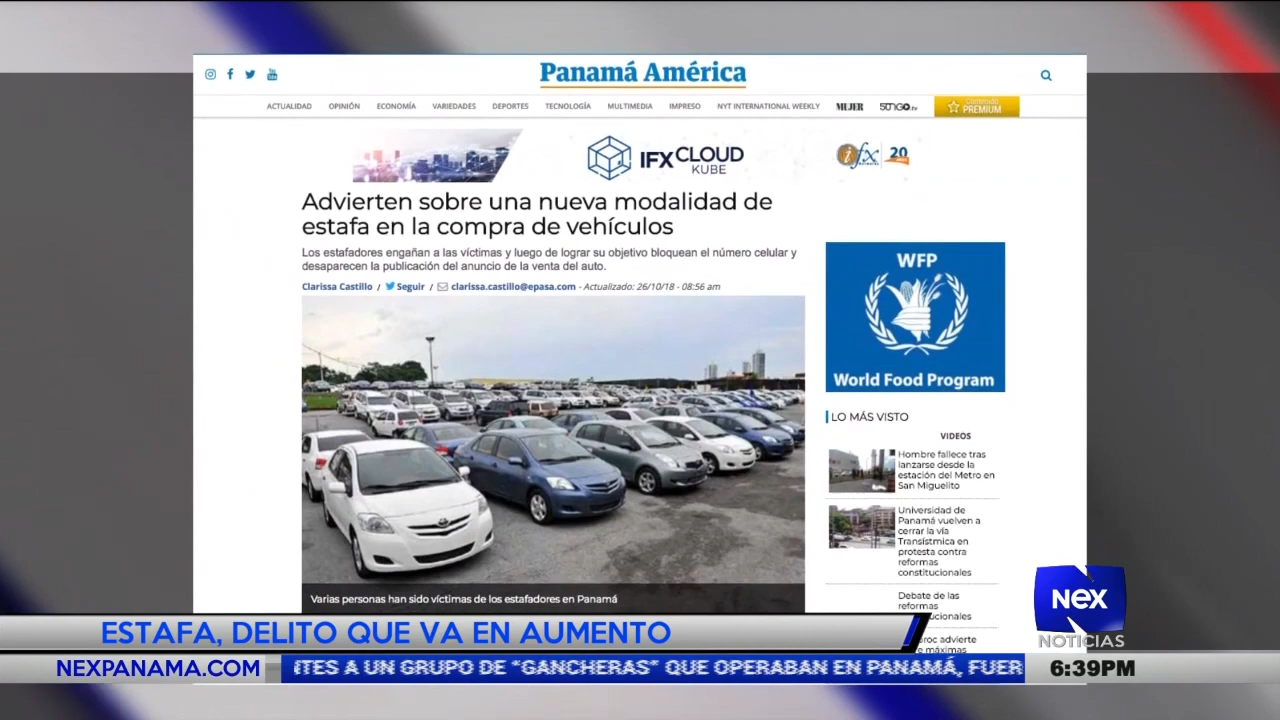 Panamá América
ACTUALIDAD OPINIÓN ECONOMÍA VARIEDADES DEPORTES TECNOLOGÍA MULTIMEDIA IMPRESO NYT INTERNATIONAL WEEKLY MUJER PREMIUM
IFX CLOUD
KUBE
ifx
20
Advierten sobre una nueva modalidad de
estafa en la compra de vehículos
Los estafadores engañan a las víctimas y luego de lograr su objetivo bloquean el número celular y
desaparecen la publicación del anuncio de la venta del auto.
Clarissa Castillo / Seguir / clarissa.castillo@epasa.com - Actualizado: 26/10/18 - 08:56 am
Varias personas han sido víctimas de los estafadores en Panamá
WFP
World Food Program
LO MÁS VISTO
VIDEOS
Hombre fallece tras
lanzarse desde la
estación del Metro en
San Miguelito
Universidad de
Panamá vuelven a
cerrar la vía
Transístmica en
protesta contra
reformas
constitucionales
Debate de las
reformas
advierte
máximas
nex
NOTICIAS
ESTAFA, DELITO QUE VA EN AUMENTO
NEXPANAMA.COM
NTES A UN GRUPO DE "GANCHERAS" QUE OPERABAN EN PANAMÁ, FUER
6:39PM